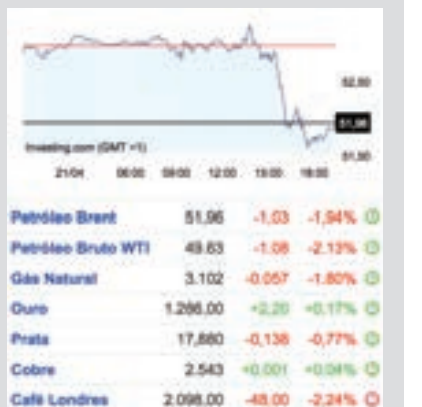 52,00
51,96
Investing.com (GMT +1)
51,50
21/04 06:00 09:00 12:00 15:00 18:00
Petróleo Brent 51,96 -1,03 -1,94%
Petróleo Bruto WTI 49.63 -1.08 -2.13%
Gás Natural 3.102 -0.057 -1.80%
Ouro 1.286,00 +2,20 +0,17%
Prata 17,880 -0,138 -0,77%
Cobre 2.543 +0.001 +0.04%
Café Londres 2.098,00 -48,00 -2,24%